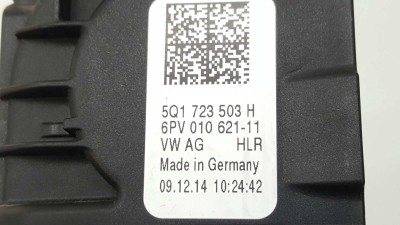 5Q1 723 503 H
6PV 010 621-11
VW AG HLR
Made in Germany
09.12.14 10:24:42